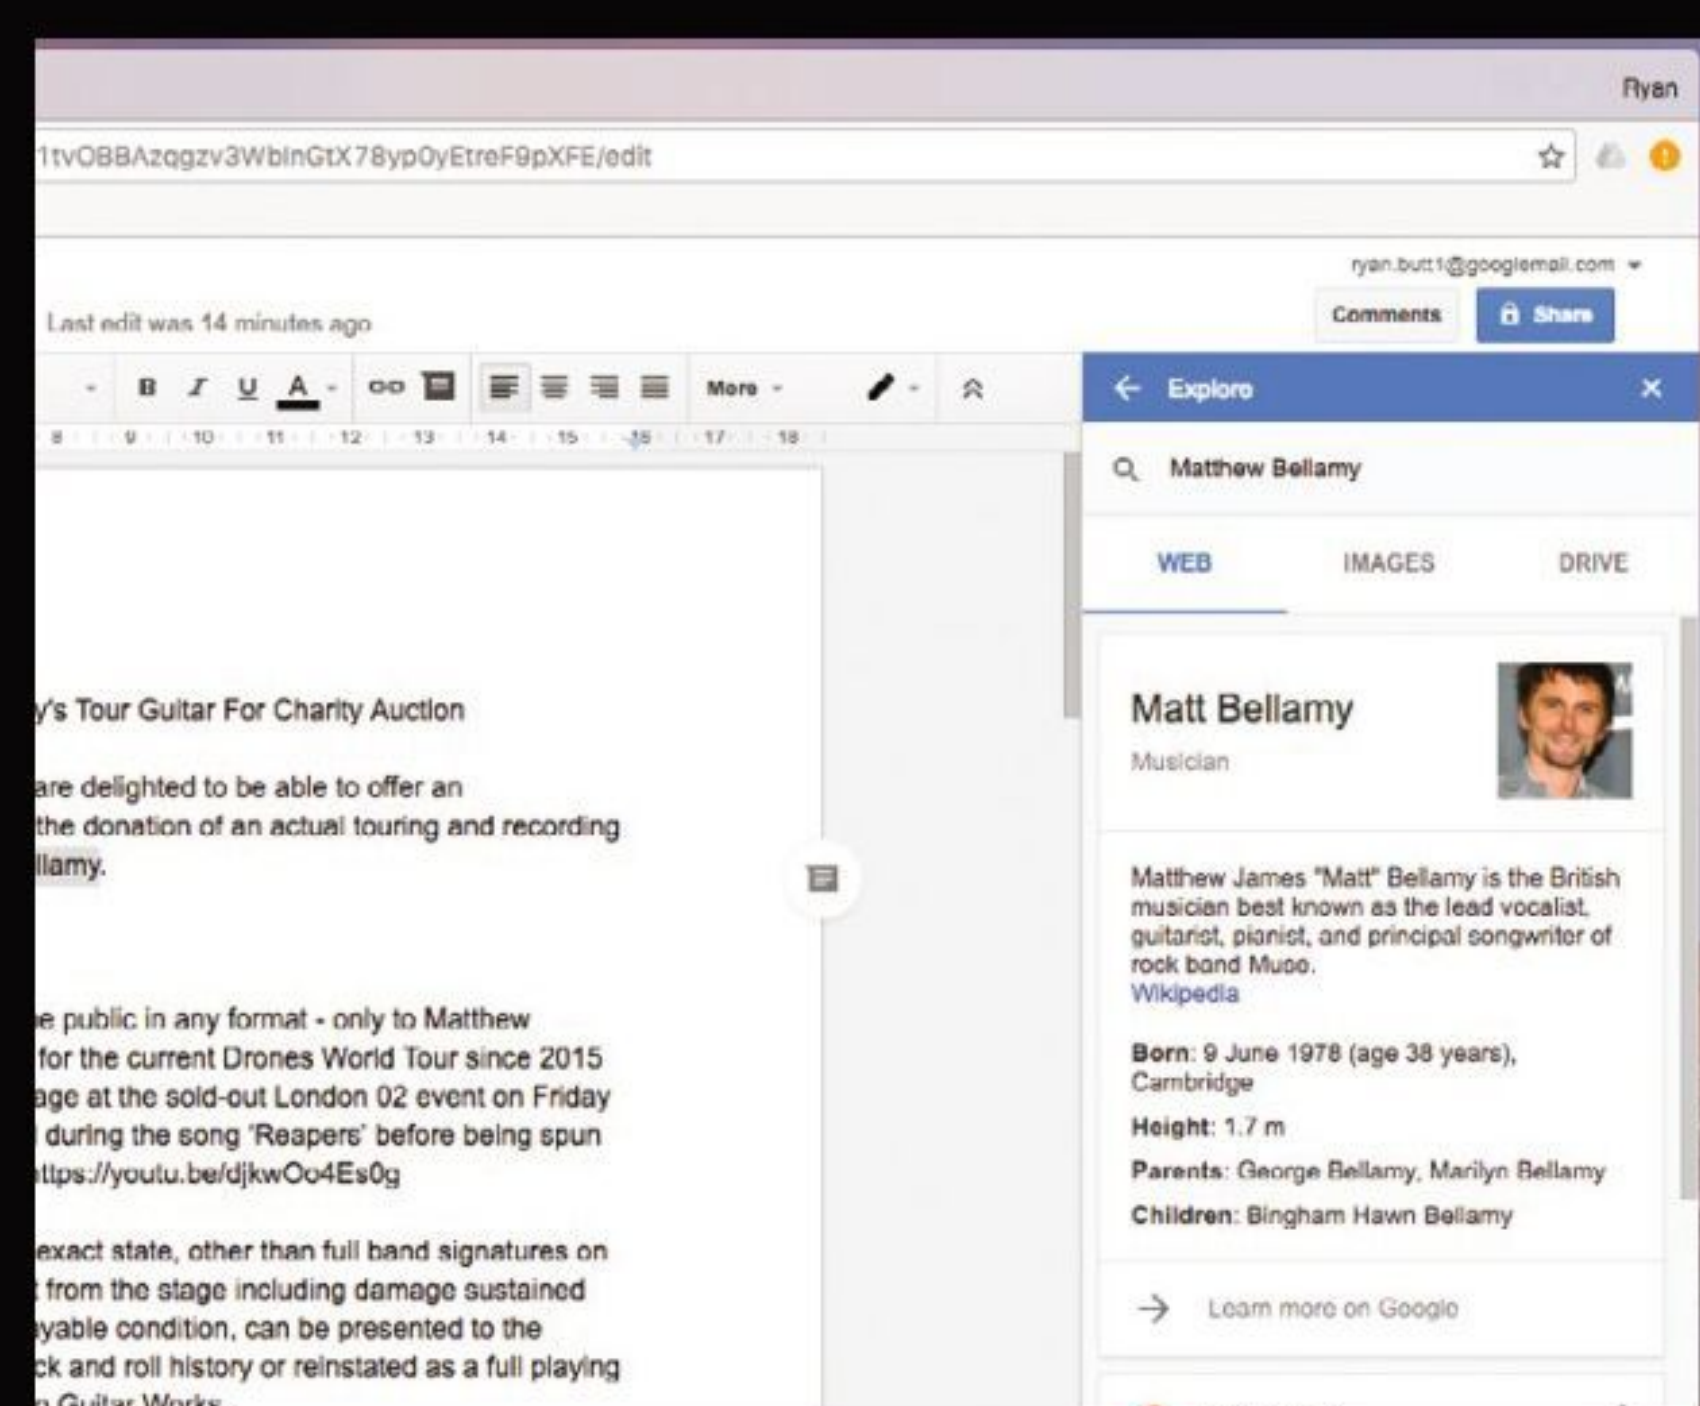 Ryan
1tvOBBAzqgzv3WbInGtX78yp0yEtreF9pXFE/edit
ryan.butt1@googlemail.com
Last edit was 14 minutes ago
Comments
Share
B I U A
More
Explore
8 9 10 11 12 13 14 15 16 17 18
Matthew Bellamy
WEB IMAGES DRIVE
y's Tour Guitar For Charity Auction
are delighted to be able to offer an
the donation of an actual touring and recording
llamy.
e public in any format - only to Matthew
for the current Drones World Tour since 2015
age at the sold-out London 02 event on Friday
during the song 'Reapers' before being spun
ttps://youtu.be/djkwOo4Es0g
exact state, other than full band signatures on
from the stage including damage sustained
yable condition, can be presented to the
ck and roll history or reinstated as a full playing
Guitar Works
Matt Bellamy
Musician
Matthew James "Matt" Bellamy is the British
musician best known as the lead vocalist,
guitarist, pianist, and principal songwriter of
rock band Muse.
Wikipedia
Born: 9 June 1978 (age 38 years),
Cambridge
Height: 1.7 m
Parents: George Bellamy, Marilyn Bellamy
Children: Bingham Hawn Bellamy
Learn more on Google